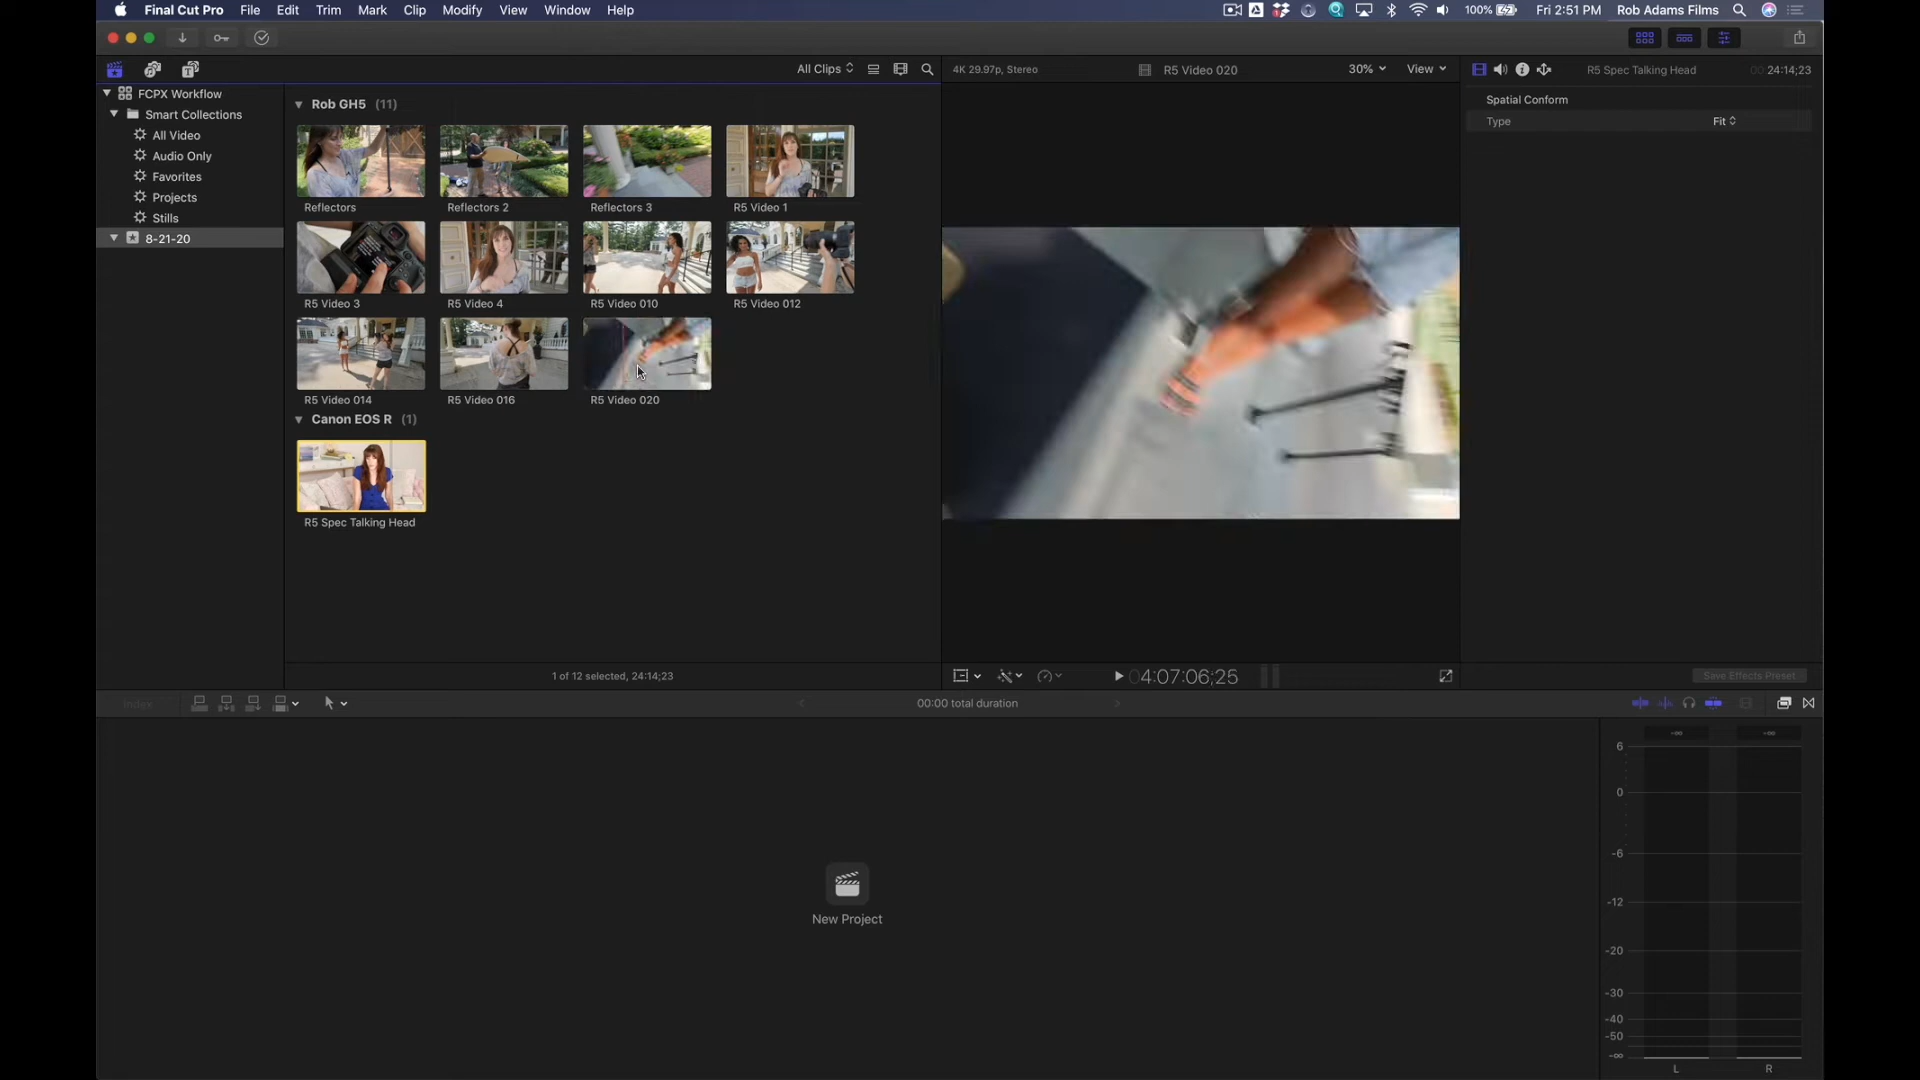 Final Cut Pro File Edit Trim Mark Clip Modify View Window Help 100% Fri 2:51 PM Rob Adams Films
All Clips 4K 29.97p, Stereo R5 Video 020 30% View R5 Spec Talking Head 00:00:24:14;23
FCPX Workflow
Smart Collections
All Video
Audio Only
Favorites
Projects
Stills
8-21-20
Rob GH5 (11)
Reflectors Reflectors 2 Reflectors 3 R5 Video 1
R5 Video 3 R5 Video 4 R5 Video 010 R5 Video 012
R5 Video 014 R5 Video 016 R5 Video 020
Canon EOS R (1)
R5 Spec Talking Head
1 of 12 selected, 24:14;23
Spatial Conform
Type Fit
04:07:06;25
Save Effects Preset
Index 00:00 total duration
New Project
-∞ -∞
6
0
-6
-12
-20
-30
-40
-50
-∞
L R